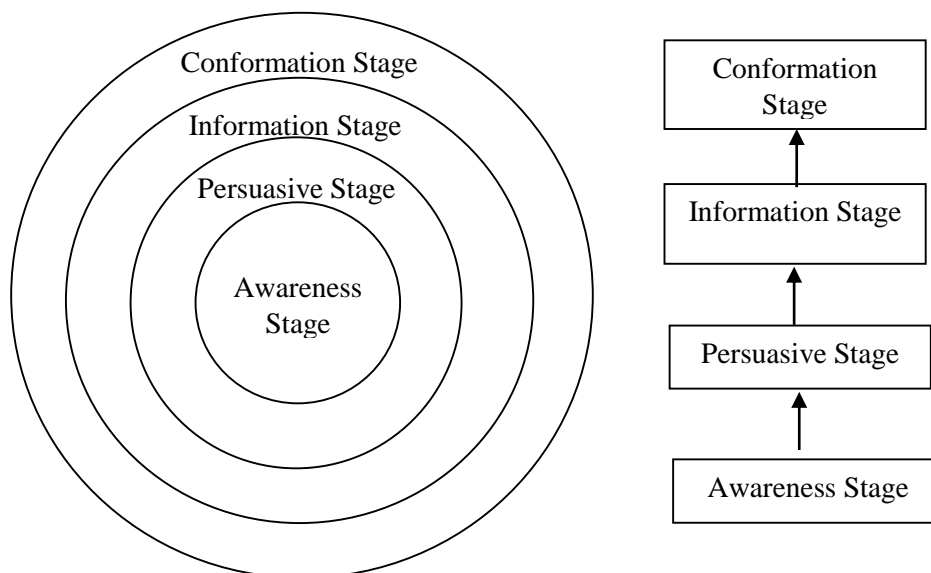 Conformation Stage
Information Stage
Persuasive Stage
Awareness
Stage
Conformation
Stage
Information Stage
Persuasive Stage
Awareness Stage